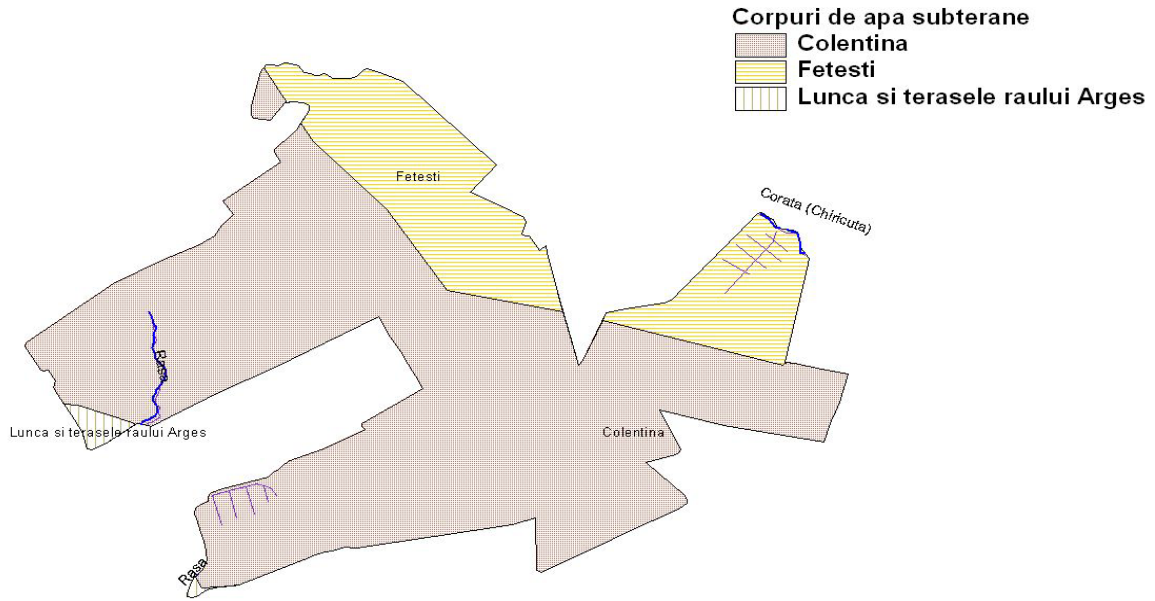 Corpuri de apa subterane
Colentina
Fetesti
Lunca si terasele raului Arges
Fetesti
Corata (Chiricuta)
Rasa
Lunca si terasele raului Arges
Colentina
Rasa